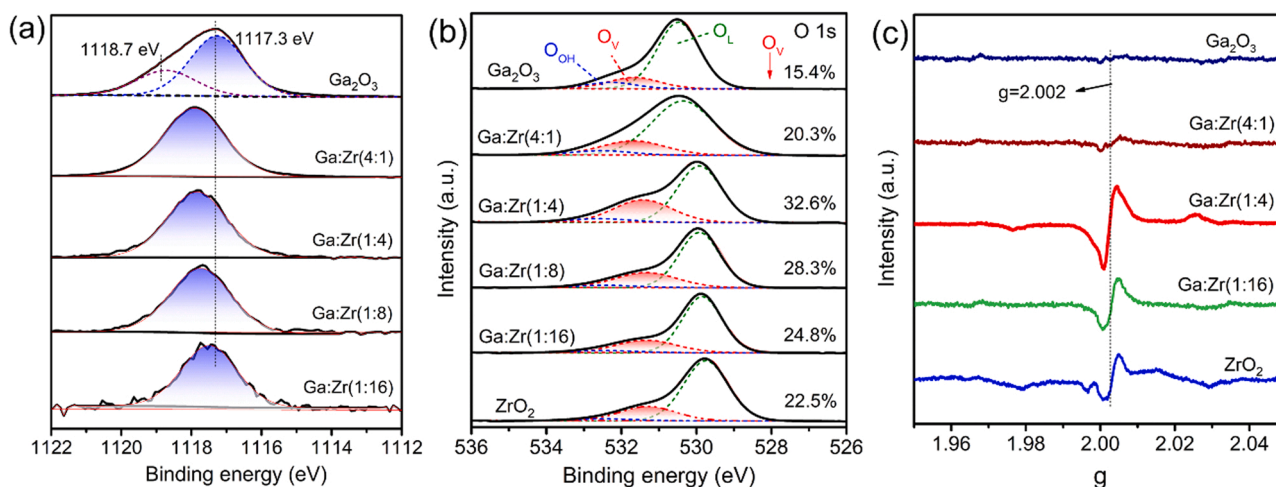 (a)
1118.7 eV
1117.3 eV
Ga₂O₃
Ga:Zr(4:1)
Ga:Zr(1:4)
Ga:Zr(1:8)
Ga:Zr(1:16)
1122 1120 1118 1116 1114 1112
Binding energy (eV)
(b)
Intensity (a.u.)
O_OH O_V O_L O 1s O_V
Ga₂O₃ 15.4%
Ga:Zr(4:1) 20.3%
Ga:Zr(1:4) 32.6%
Ga:Zr(1:8) 28.3%
Ga:Zr(1:16) 24.8%
ZrO₂ 22.5%
536 534 532 530 528 526
Binding energy (eV)
(c)
Intensity (a.u.)
Ga₂O₃
g=2.002
Ga:Zr(4:1)
Ga:Zr(1:4)
Ga:Zr(1:16)
ZrO₂
1.96 1.98 2.00 2.02 2.04
g